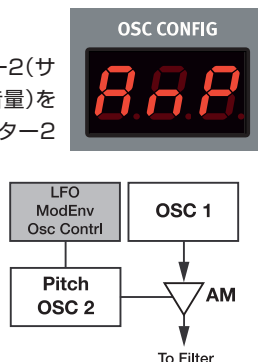 OSC CONFIG
AnP
ー2(サ
音量)を
ター2
LFO
ModEnv
Osc Contrl
OSC 1
Pitch
OSC 2
AM
To Filter